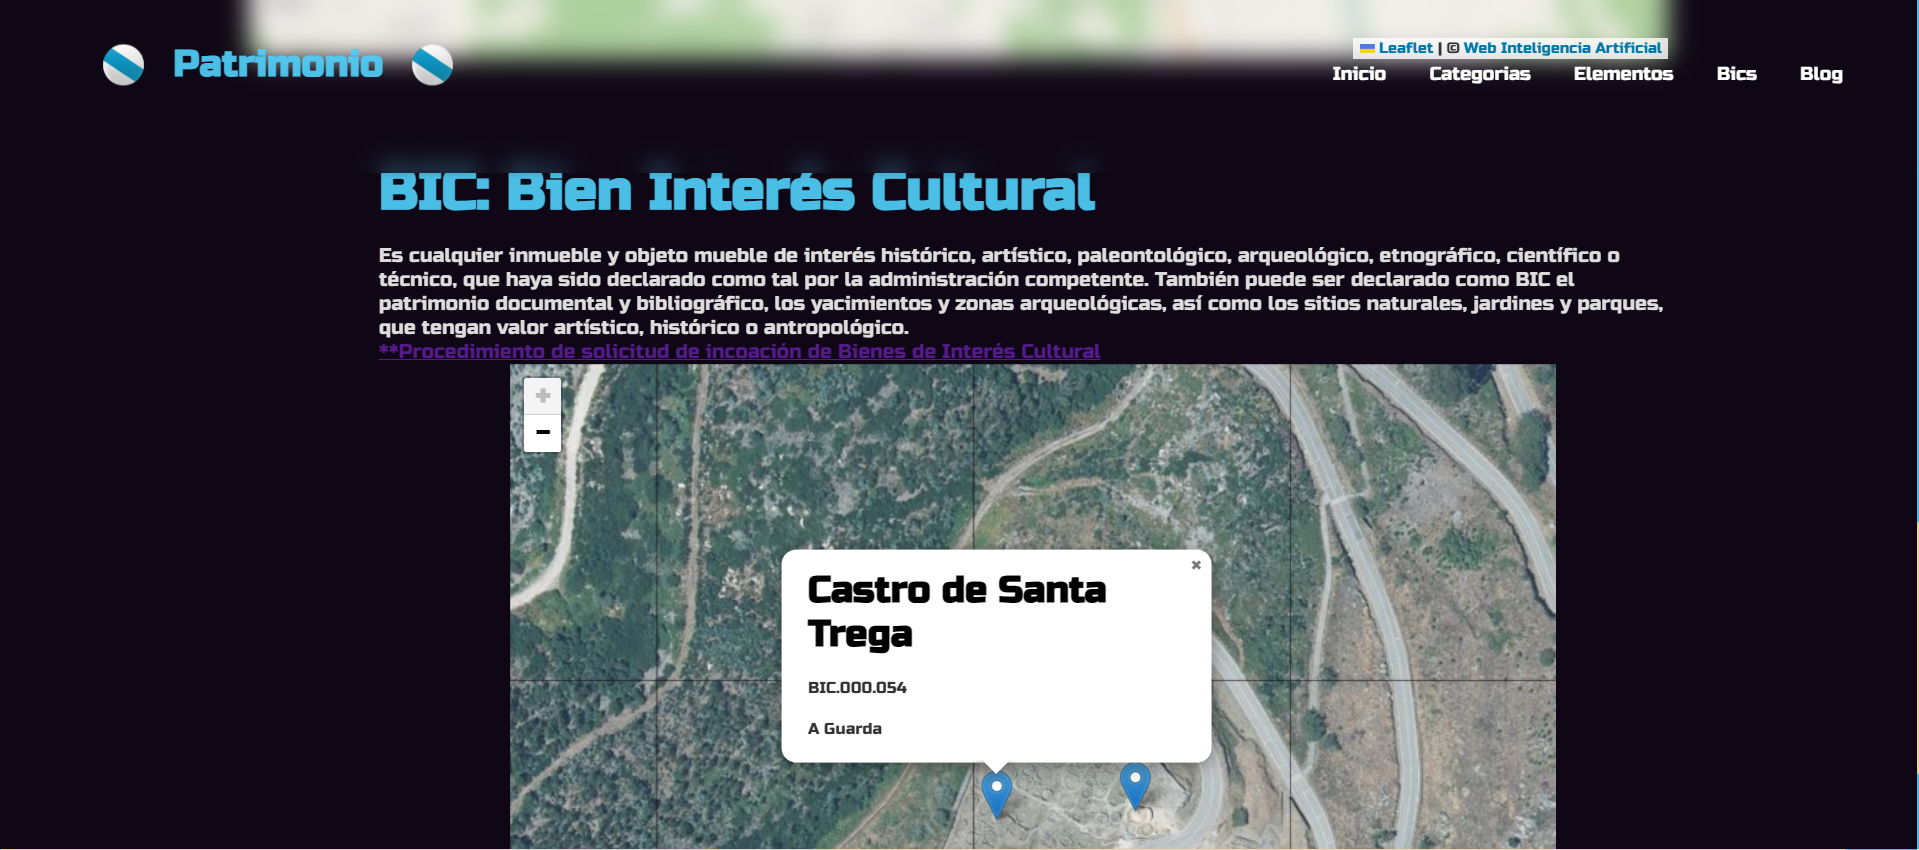 Patrimonio
Leaflet | © Web Inteligencia Artificial
Inicio Categorias Elementos Bics Blog
BIC: Bien Interés Cultural
Es cualquier inmueble y objeto mueble de interés histórico, artístico, paleontológico, arqueológico, etnográfico, científico o
técnico, que haya sido declarado como tal por la administración competente. También puede ser declarado como BIC el
patrimonio documental y bibliográfico, los yacimientos y zonas arqueológicas, así como los sitios naturales, jardines y parques,
que tengan valor artístico, histórico o antropológico.
**Procedimiento de solicitud de incoación de Bienes de Interés Cultural
+
−
×
Castro de Santa
Trega
BIC.000.054
A Guarda